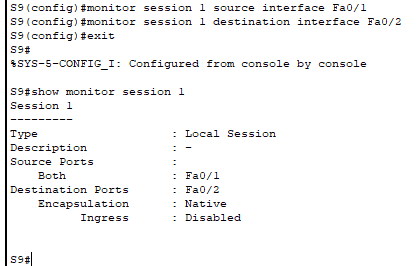 S9(config)#monitor session 1 source interface Fa0/1
S9(config)#monitor session 1 destination interface Fa0/2
S9(config)#exit
S9#
%SYS-5-CONFIG_I: Configured from console by console

S9#show monitor session 1
Session 1
---------
Type                   : Local Session
Description            : -
Source Ports           :
    Both               : Fa0/1
Destination Ports      : Fa0/2
    Encapsulation      : Native
          Ingress      : Disabled


S9#